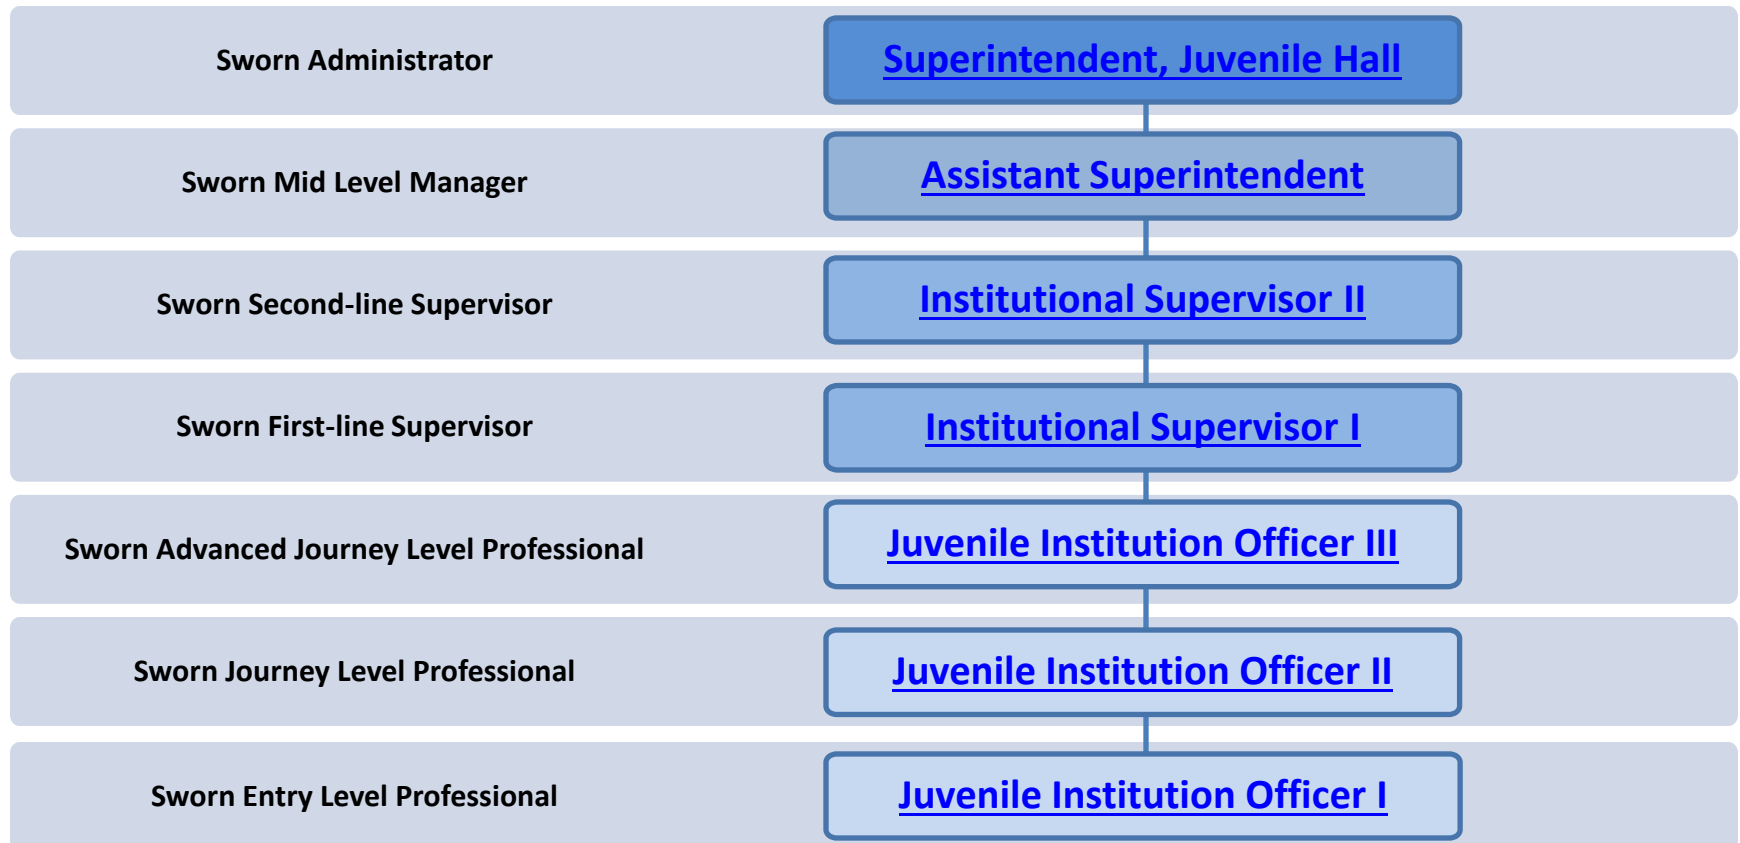 Sworn Administrator
Superintendent, Juvenile Hall
Sworn Mid Level Manager
Assistant Superintendent
Sworn Second-line Supervisor
Institutional Supervisor II
Sworn First-line Supervisor
Institutional Supervisor I
Sworn Advanced Journey Level Professional
Juvenile Institution Officer III
Sworn Journey Level Professional
Juvenile Institution Officer II
Sworn Entry Level Professional
Juvenile Institution Officer I